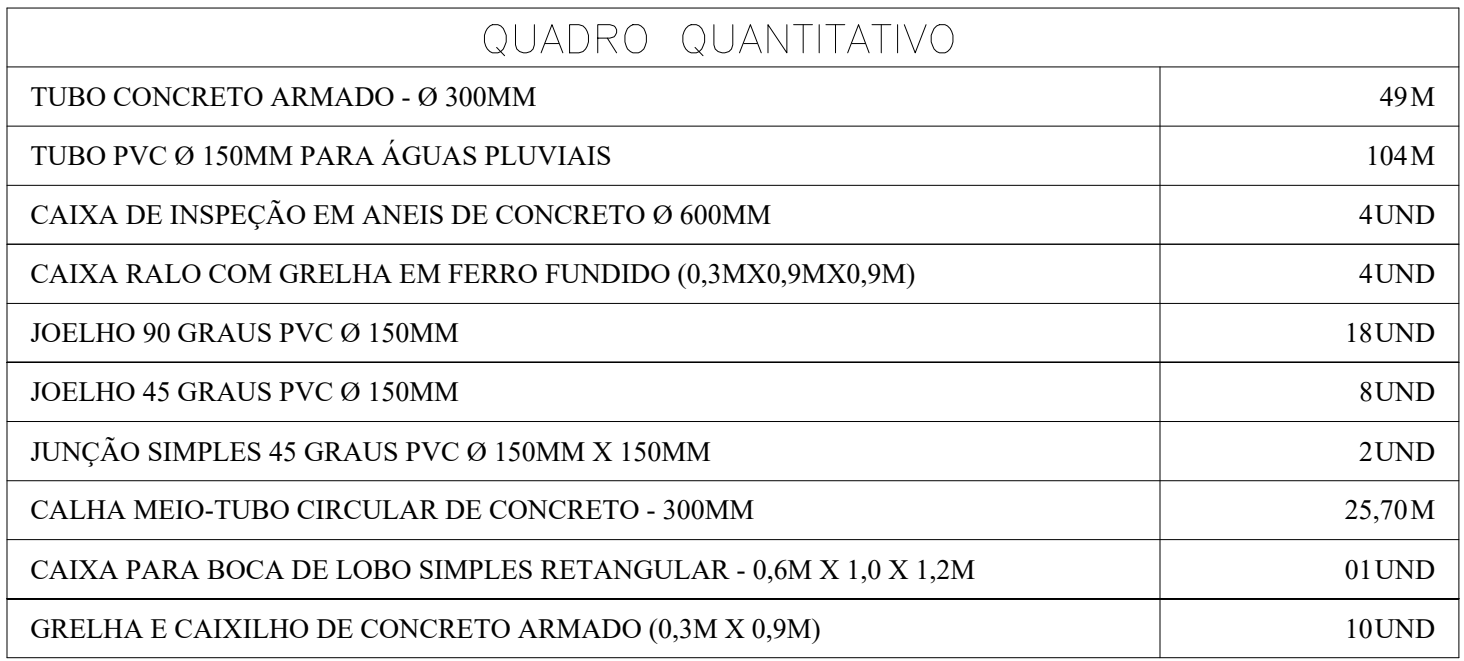 QUADRO QUANTITATIVO
TUBO CONCRETO ARMADO - Ø 300MM 49M
TUBO PVC Ø 150MM PARA ÁGUAS PLUVIAIS 104M
CAIXA DE INSPEÇÃO EM ANEIS DE CONCRETO Ø 600MM 4UND
CAIXA RALO COM GRELHA EM FERRO FUNDIDO (0,3MX0,9MX0,9M) 4UND
JOELHO 90 GRAUS PVC Ø 150MM 18UND
JOELHO 45 GRAUS PVC Ø 150MM 8UND
JUNÇÃO SIMPLES 45 GRAUS PVC Ø 150MM X 150MM 2UND
CALHA MEIO-TUBO CIRCULAR DE CONCRETO - 300MM 25,70M
CAIXA PARA BOCA DE LOBO SIMPLES RETANGULAR - 0,6M X 1,0 X 1,2M 01UND
GRELHA E CAIXILHO DE CONCRETO ARMADO (0,3M X 0,9M) 10UND